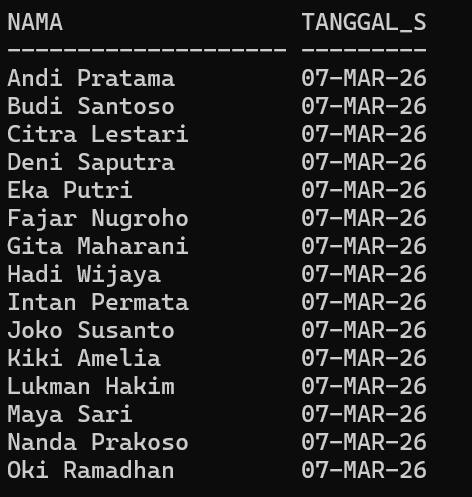 NAMA                 TANGGAL_S
-------------------- ---------
Andi Pratama         07-MAR-26
Budi Santoso         07-MAR-26
Citra Lestari        07-MAR-26
Deni Saputra         07-MAR-26
Eka Putri            07-MAR-26
Fajar Nugroho        07-MAR-26
Gita Maharani        07-MAR-26
Hadi Wijaya          07-MAR-26
Intan Permata        07-MAR-26
Joko Susanto         07-MAR-26
Kiki Amelia          07-MAR-26
Lukman Hakim         07-MAR-26
Maya Sari            07-MAR-26
Nanda Prakoso        07-MAR-26
Oki Ramadhan         07-MAR-26